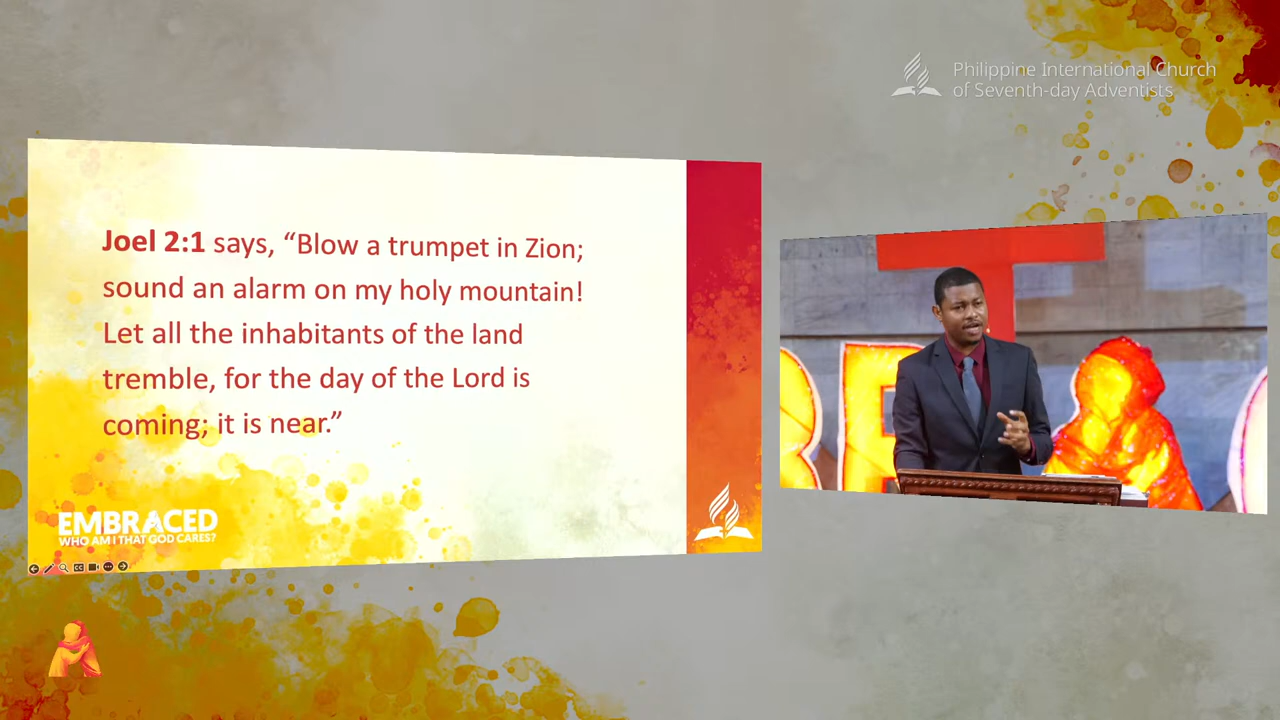 Philippine International Church
of Seventh-day Adventists
Joel 2:1 says, “Blow a trumpet in Zion;
sound an alarm on my holy mountain!
Let all the inhabitants of the land
tremble, for the day of the Lord is
coming; it is near.”
EMBRACED
WHO AM I THAT GOD CARES?